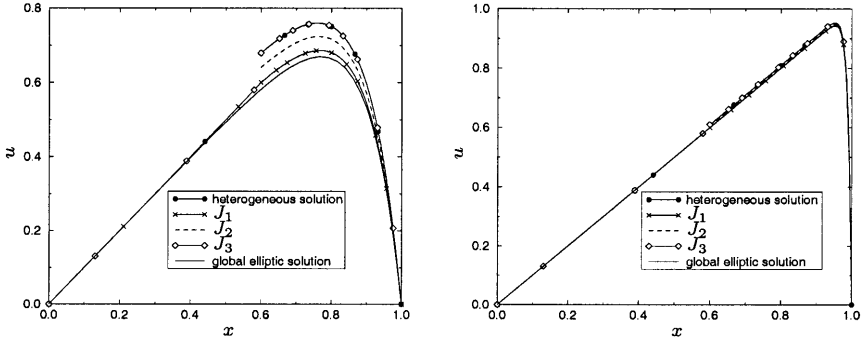 0.8
0.6
u
0.4
0.2
0.0
heterogeneous solution
J₁
J₂
J₃
global elliptic solution
0.0 0.2 0.4 0.6 0.8 1.0
x
1.0
0.8
0.6
u
0.4
0.2
0.0
heterogeneous solution
J₁
J₂
J₃
global elliptic solution
0.0 0.2 0.4 0.6 0.8 1.0
x